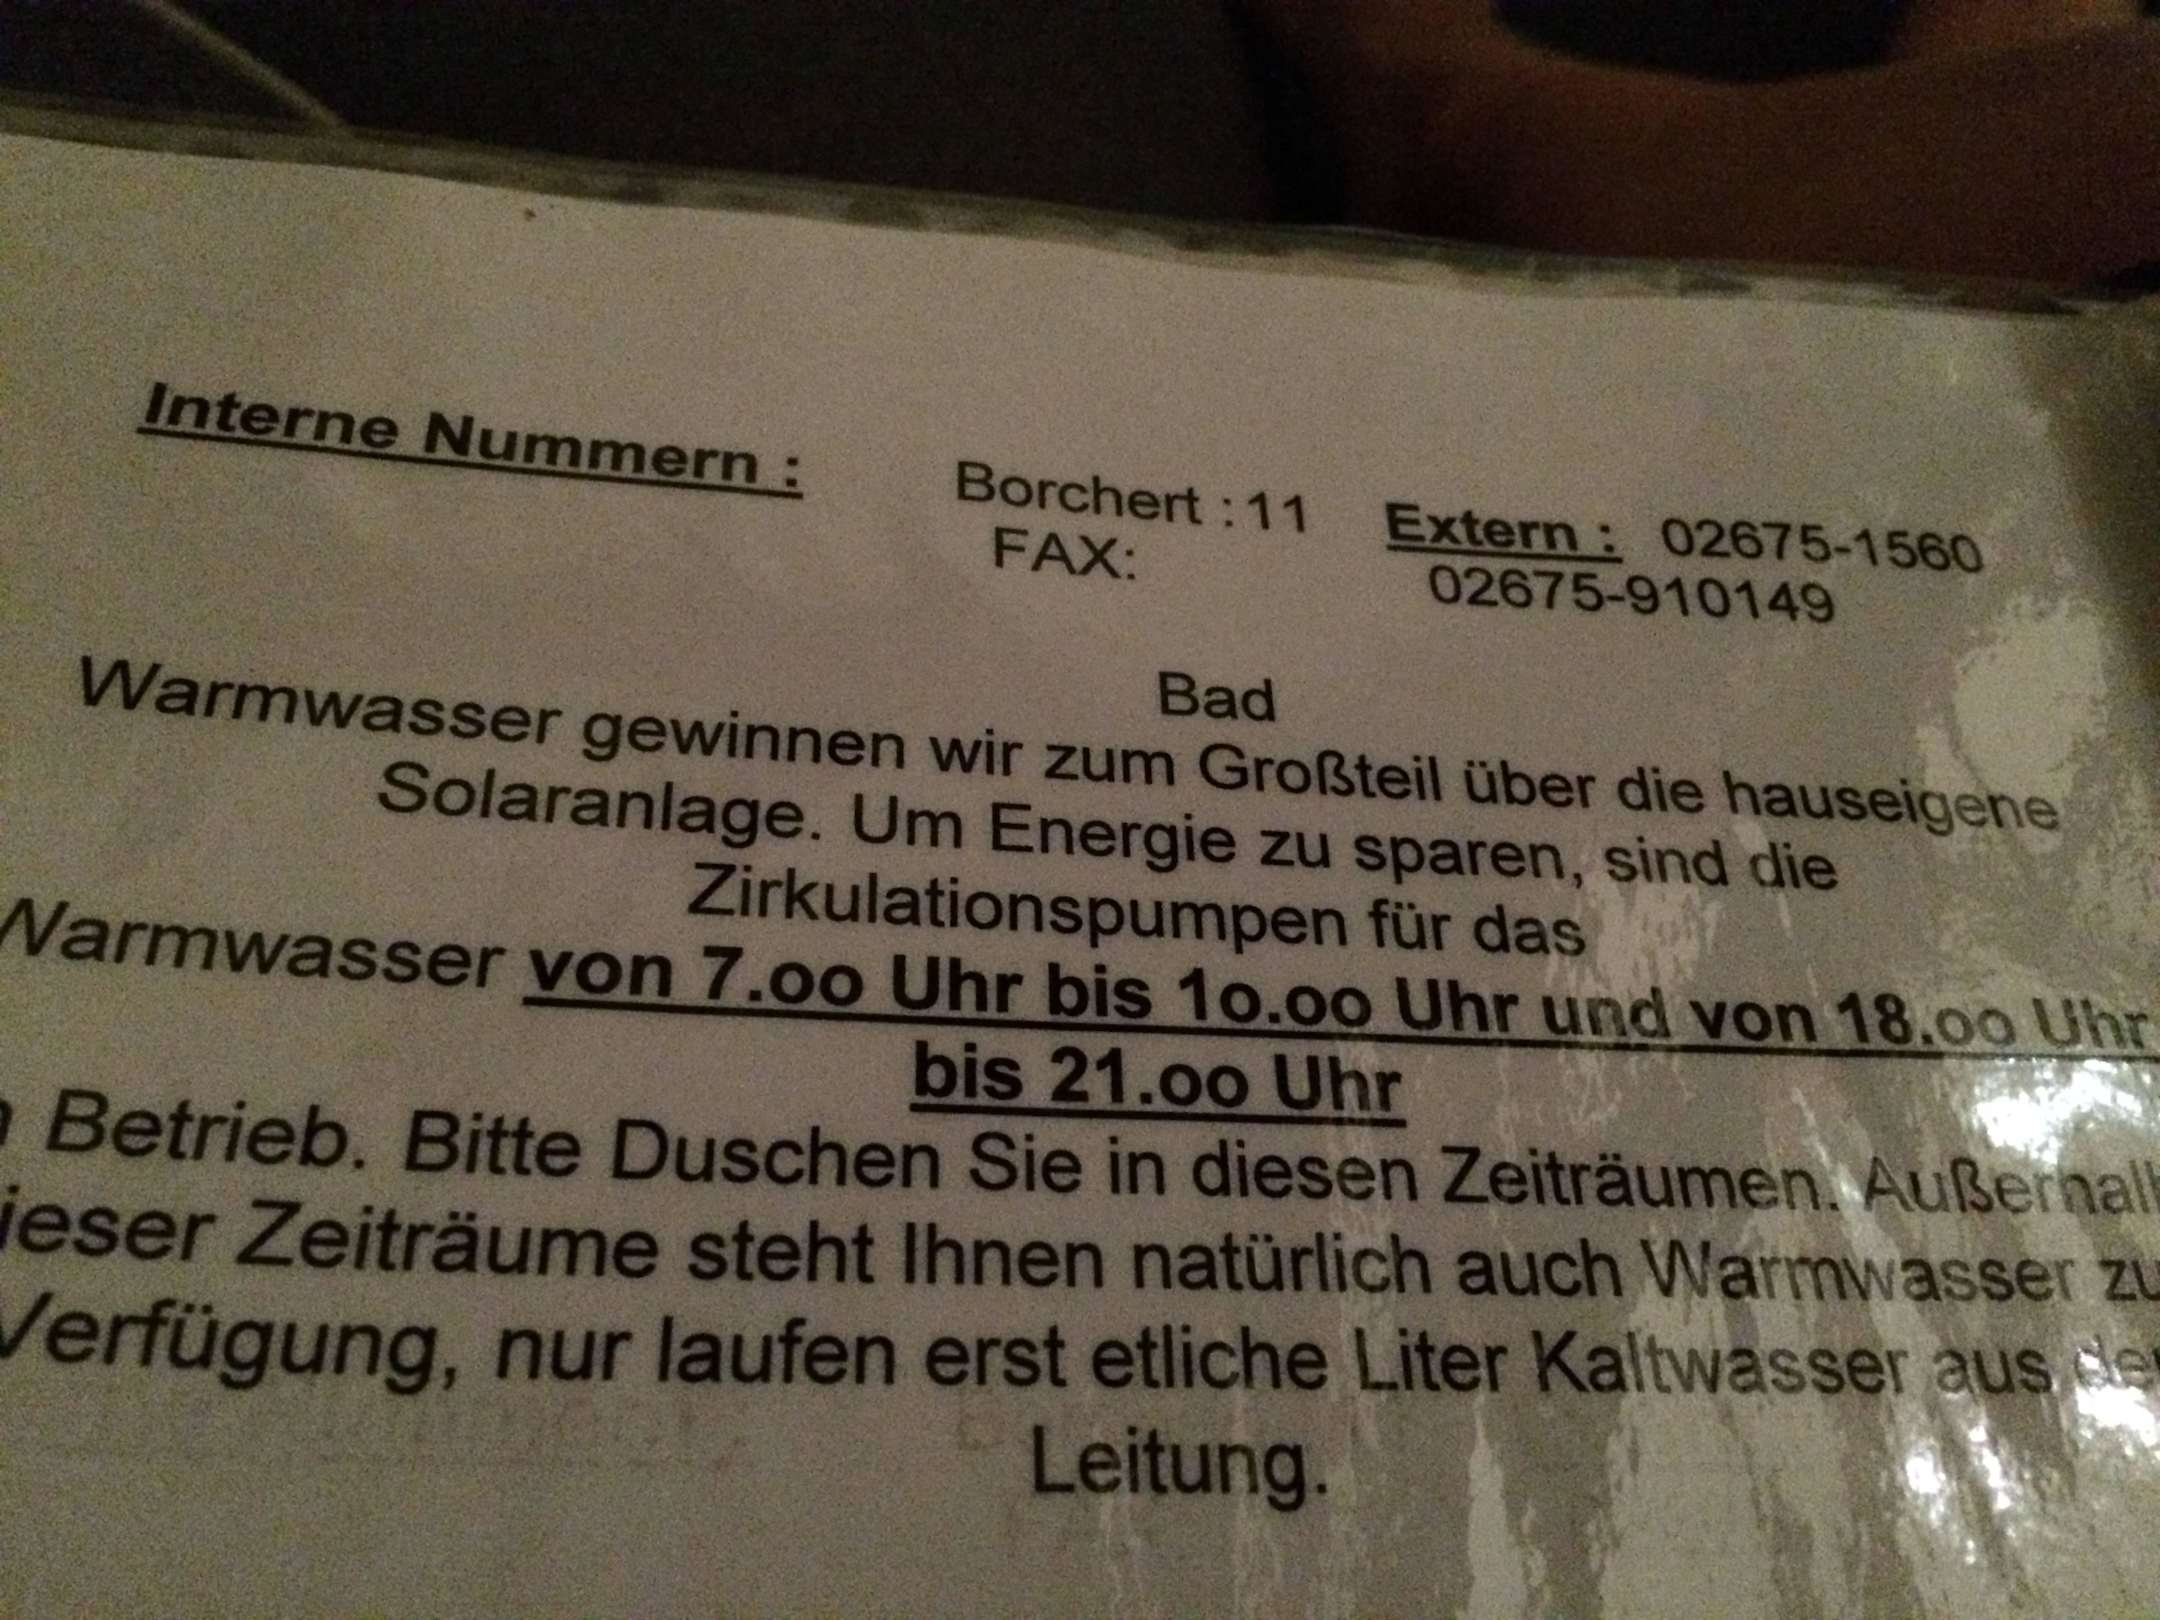 Interne Nummern : Borchert : 11 Extern : 02675-1560
FAX: 02675-910149
Bad
Warmwasser gewinnen wir zum Großteil über die hauseigene
Solaranlage. Um Energie zu sparen, sind die
Zirkulationspumpen für das
Warmwasser von 7.oo Uhr bis 1o.oo Uhr und von 18.oo Uhr
bis 21.oo Uhr
Betrieb. Bitte Duschen Sie in diesen Zeiträumen. Außerhalb
ieser Zeiträume steht Ihnen natürlich auch Warmwasser zu
Verfügung, nur laufen erst etliche Liter Kaltwasser aus der
Leitung.